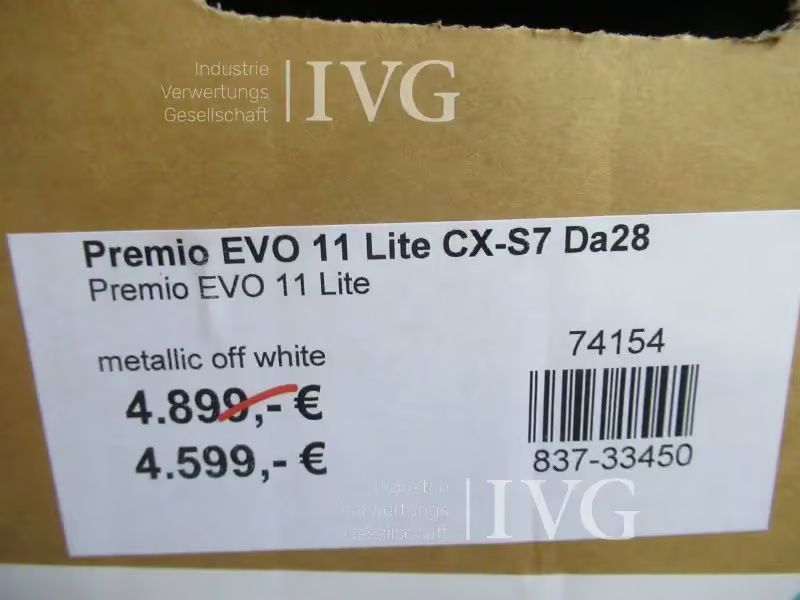 Industrie
Verwertungs
Gesellschaft
IVG
Premio EVO 11 Lite CX-S7 Da28
Premio EVO 11 Lite
metallic off white
4.899,- €
4.599,- €
74154
837-33450
Industrie
Verwertungs
Gesellschaft
IVG